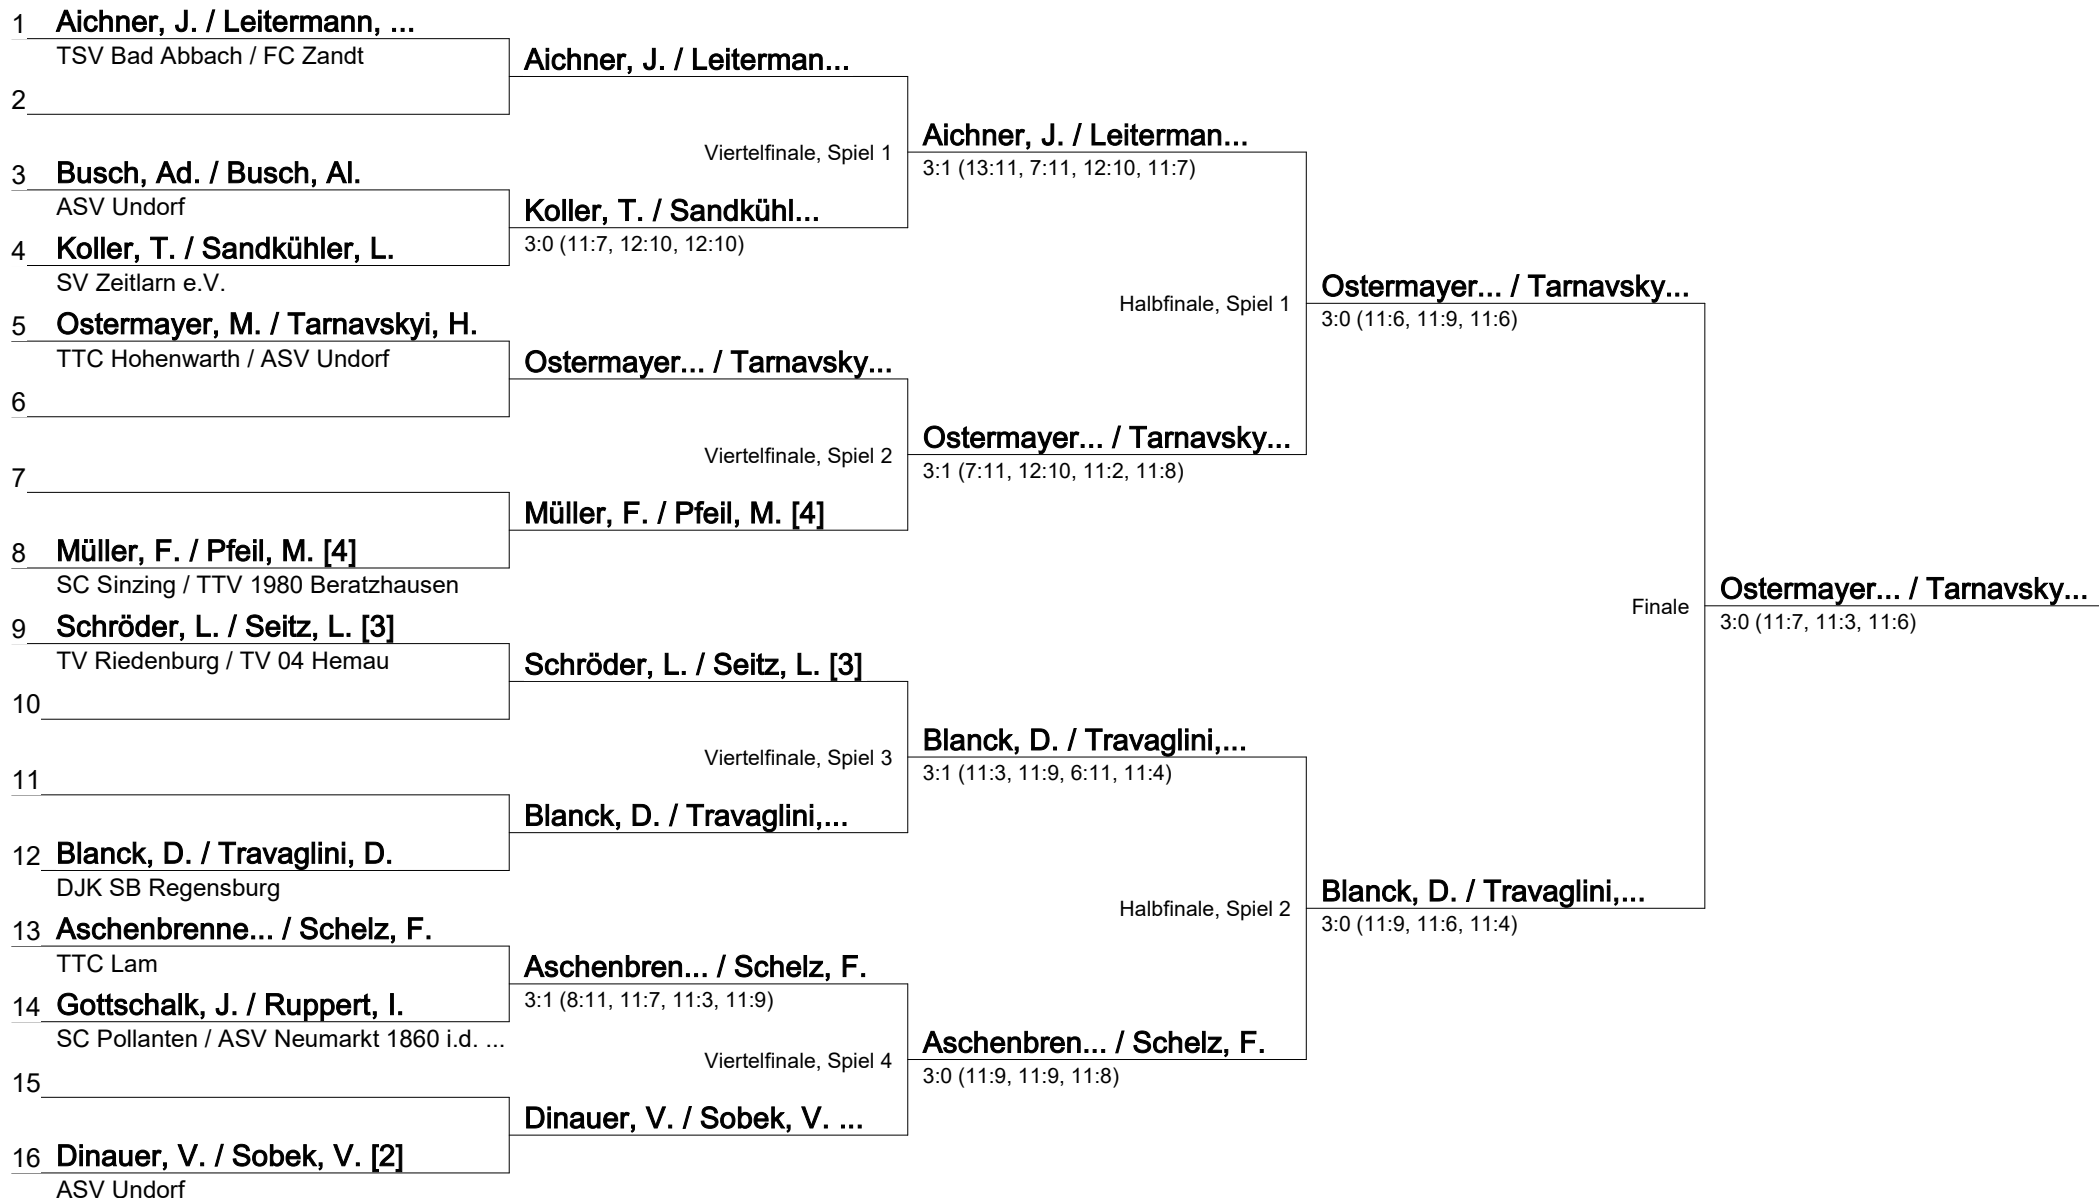 1 Aichner, J. / Leitermann, ...
TSV Bad Abbach / FC Zandt
2
3 Busch, Ad. / Busch, Al.
ASV Undorf
4 Koller, T. / Sandkühler, L.
SV Zeitlarn e.V.
5 Ostermayer, M. / Tarnavskyi, H.
TTC Hohenwarth / ASV Undorf
6
7
8 Müller, F. / Pfeil, M. [4]
SC Sinzing / TTV 1980 Beratzhausen
9 Schröder, L. / Seitz, L. [3]
TV Riedenburg / TV 04 Hemau
10
11
12 Blanck, D. / Travaglini, D.
DJK SB Regensburg
13 Aschenbrenne... / Schelz, F.
TTC Lam
14 Gottschalk, J. / Ruppert, I.
SC Pollanten / ASV Neumarkt 1860 i.d. ...
15
16 Dinauer, V. / Sobek, V. [2]
ASV Undorf
Aichner, J. / Leiterman...
Viertelfinale, Spiel 1
Koller, T. / Sandkühl...
3:0 (11:7, 12:10, 12:10)
Ostermayer... / Tarnavsky...
Viertelfinale, Spiel 2
Müller, F. / Pfeil, M. [4]
Schröder, L. / Seitz, L. [3]
Viertelfinale, Spiel 3
Blanck, D. / Travaglini,...
Aschenbren... / Schelz, F.
3:1 (8:11, 11:7, 11:3, 11:9)
Viertelfinale, Spiel 4
Dinauer, V. / Sobek, V. ...
Aichner, J. / Leiterman...
3:1 (13:11, 7:11, 12:10, 11:7)
Halbfinale, Spiel 1
Ostermayer... / Tarnavsky...
3:1 (7:11, 12:10, 11:2, 11:8)
Blanck, D. / Travaglini,...
3:1 (11:3, 11:9, 6:11, 11:4)
Halbfinale, Spiel 2
Aschenbren... / Schelz, F.
3:0 (11:9, 11:9, 11:8)
Ostermayer... / Tarnavsky...
3:0 (11:6, 11:9, 11:6)
Finale
Blanck, D. / Travaglini,...
3:0 (11:9, 11:6, 11:4)
Ostermayer... / Tarnavsky...
3:0 (11:7, 11:3, 11:6)